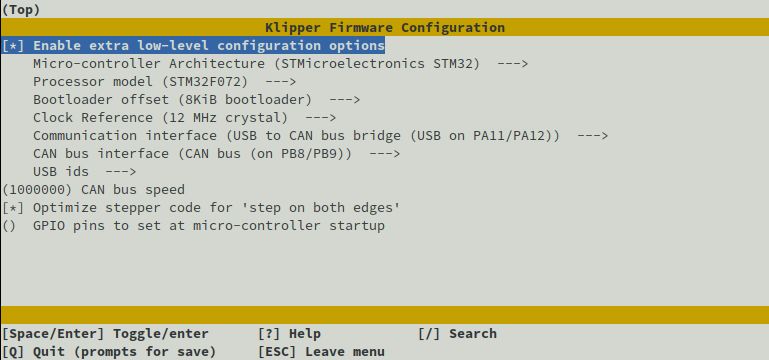 (Top)
Klipper Firmware Configuration
[*] Enable extra low-level configuration options
Micro-controller Architecture (STMicroelectronics STM32)  --->
Processor model (STM32F072)  --->
Bootloader offset (8KiB bootloader)  --->
Clock Reference (12 MHz crystal)  --->
Communication interface (USB to CAN bus bridge (USB on PA11/PA12))  --->
CAN bus interface (CAN bus (on PB8/PB9))  --->
USB ids  --->
(1000000) CAN bus speed
[*] Optimize stepper code for 'step on both edges'
()  GPIO pins to set at micro-controller startup
[Space/Enter] Toggle/enter      [?] Help            [/] Search
[Q] Quit (prompts for save)     [ESC] Leave menu